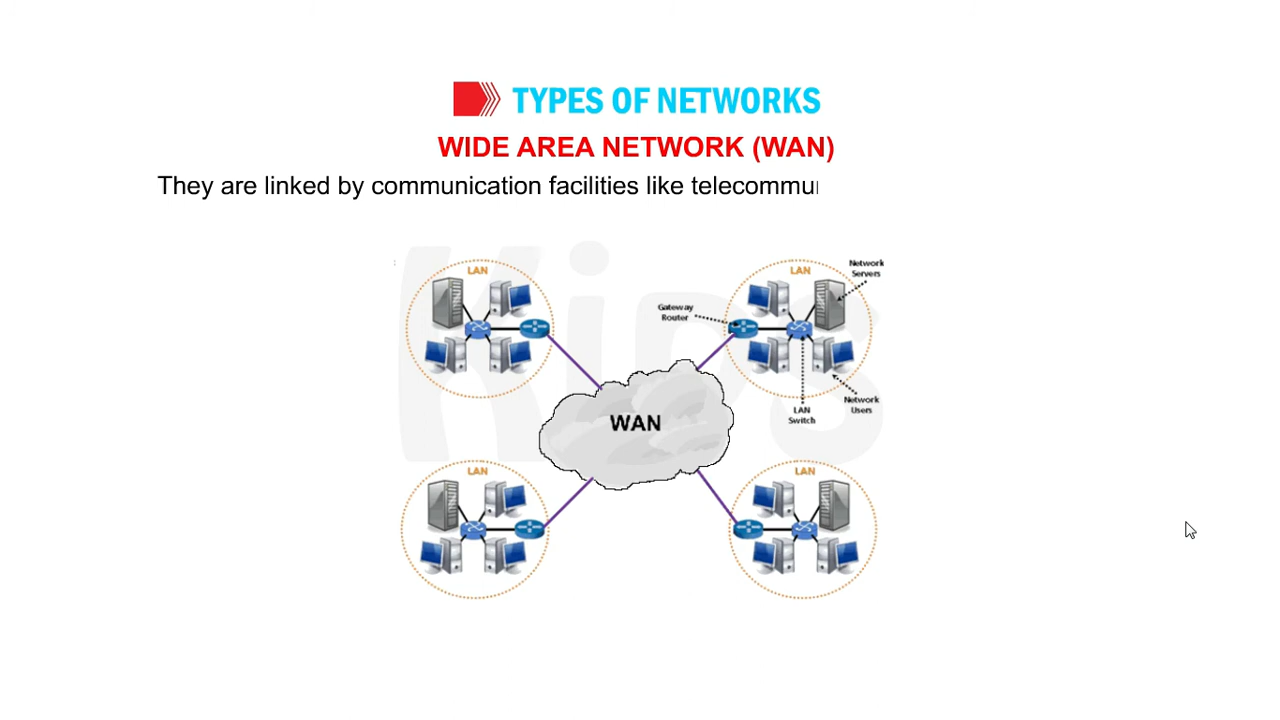 TYPES OF NETWORKS
WIDE AREA NETWORK (WAN)
They are linked by communication facilities like
Kips
LAN
LAN
Network
Servers
Gateway
Router
WAN
LAN
Switch
Network
Users
LAN
LAN